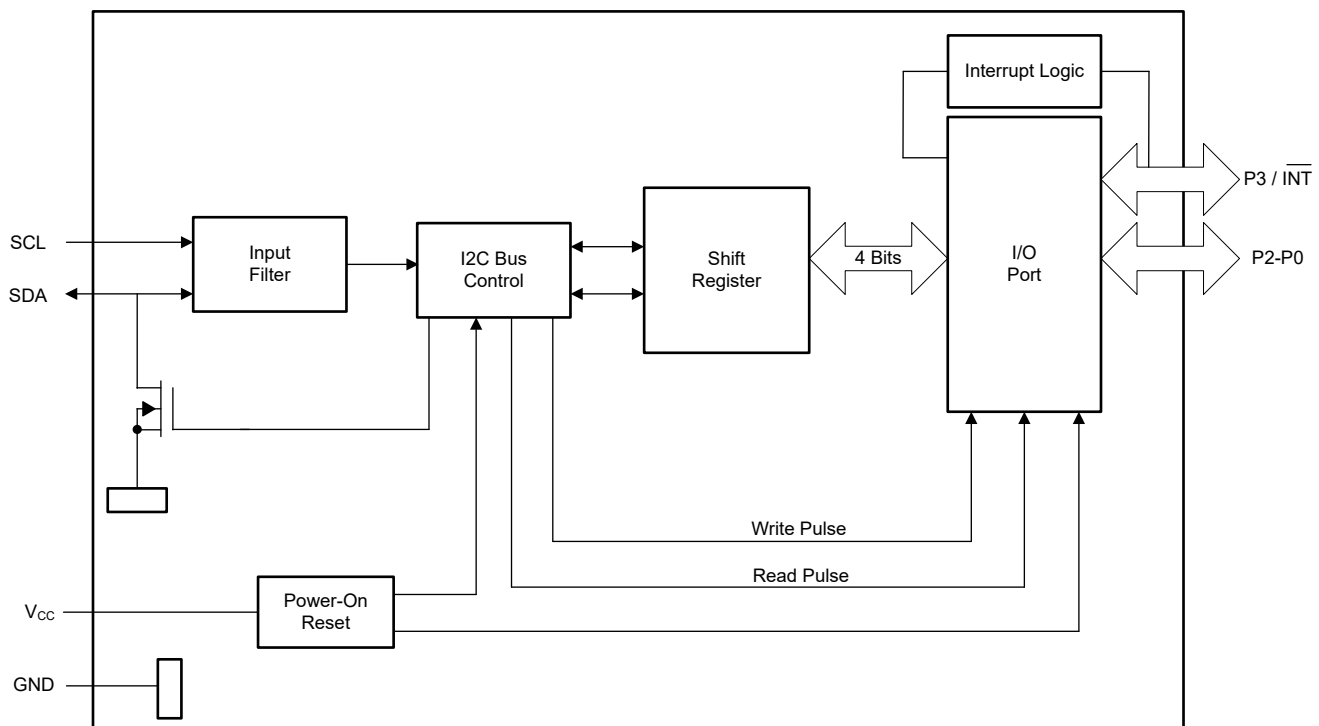 Interrupt Logic
P3 / INT
SCL
SDA
Input
Filter
I2C Bus
Control
Shift
Register
4 Bits
I/O
Port
P2-P0
Write Pulse
Read Pulse
VCC
Power-On
Reset
GND